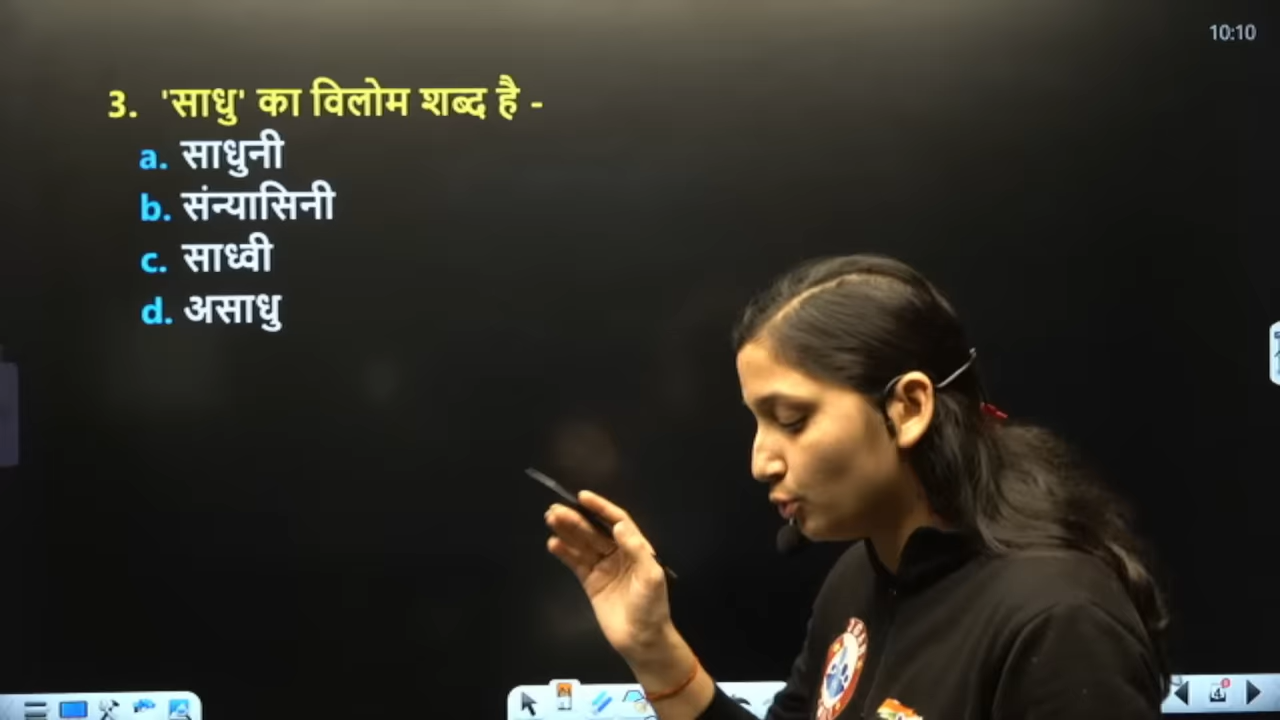 10:10
3. 'साधु' का विलोम शब्द है -
a. साधुनी
b. संन्यासिनी
c. साध्वी
d. असाधु